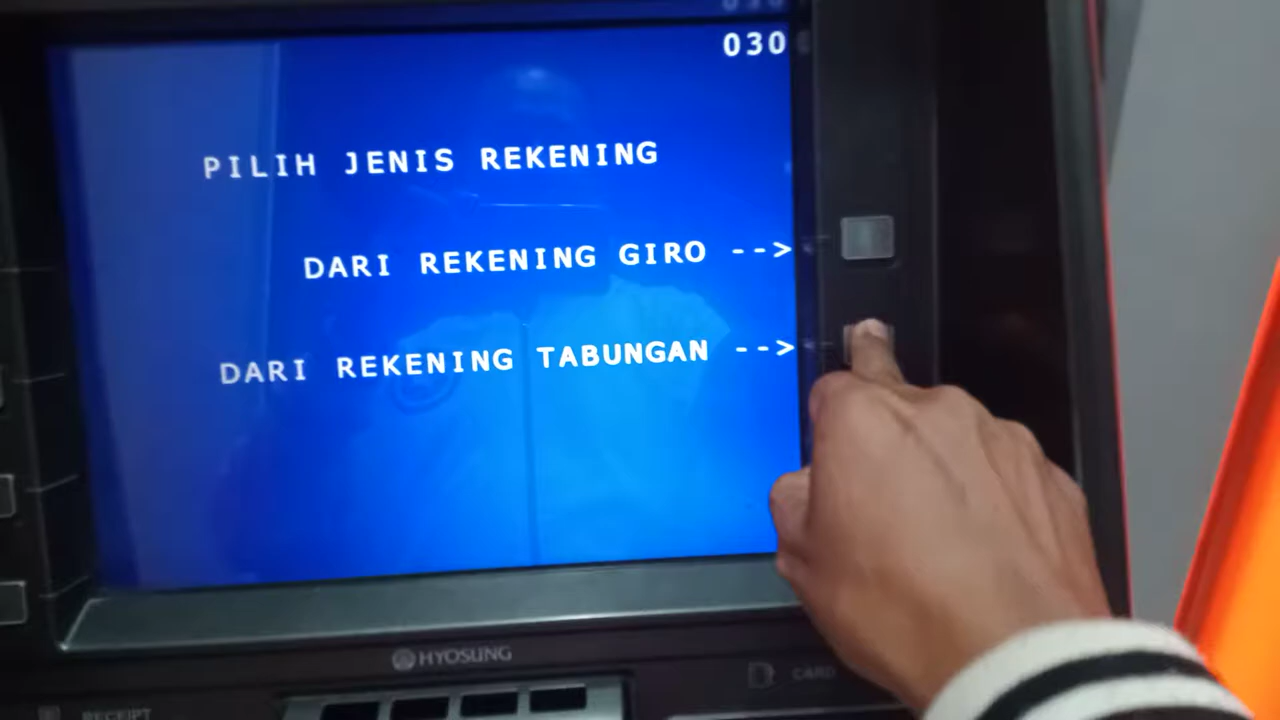 030
PILIH JENIS REKENING
DARI REKENING GIRO -->
DARI REKENING TABUNGAN -->
HYOSUNG
CARD
RECEIPT